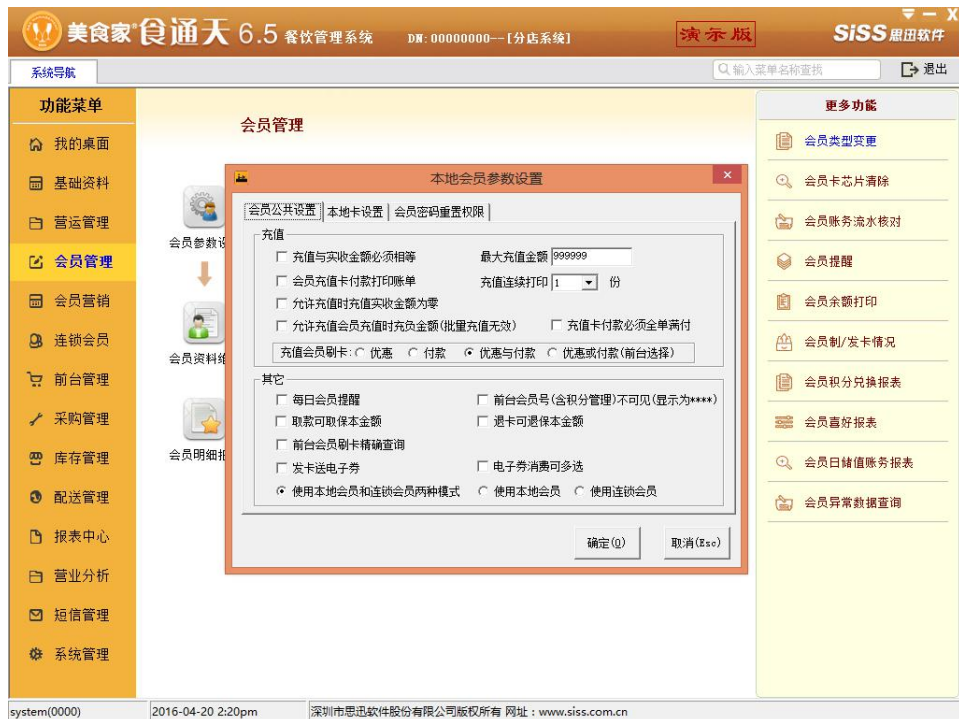 美食家 食通天 6.5 餐饮管理系统 DW:00000000--[分店系统] 演示版 SiSS 思迅软件
系统导航 输入菜单名称查找 退出
功能菜单
我的桌面
基础资料
营运管理
会员管理
会员营销
连锁会员
前台管理
采购管理
库存管理
配送管理
报表中心
营业分析
短信管理
系统管理
会员管理
会员参数设
会员资料维
会员明细报
本地会员参数设置 x
会员公共设置 本地卡设置 会员密码重置权限
充值
充值与实收金额必须相等 最大充值金额 999999
会员充值卡付款打印账单 充值连续打印 1 份
允许充值时充值实收金额为零
允许充值会员充值时充负金额(批量充值无效) 充值卡付款必须全单满付
充值会员刷卡: 优惠 付款 优惠与付款 优惠或付款(前台选择)
其它
每日会员提醒 前台会员号(含积分管理)不可见(显示为****)
取款可取保本金额 退卡可退保本金额
前台会员刷卡精确查询
发卡送电子券 电子券消费可多选
使用本地会员和连锁会员两种模式 使用本地会员 使用连锁会员
确定(O) 取消(Esc)
更多功能
会员类型变更
会员卡芯片清除
会员账务流水核对
会员提醒
会员余额打印
会员制/发卡情况
会员积分兑换报表
会员喜好报表
会员日储值账务报表
会员异常数据查询
system(0000) 2016-04-20 2:20pm 深圳市思迅软件股份有限公司版权所有 网址：www.siss.com.cn